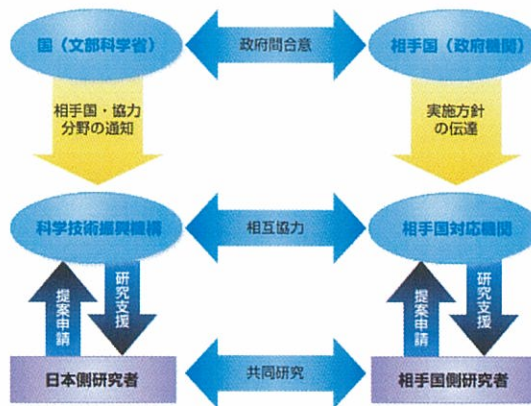 国（文部科学省）
政府間合意
相手国（政府機関）
相手国・協力
分野の通知
実施方針
の伝達
科学技術振興機構
相互協力
相手国対応機関
提案申請
研究支援
提案申請
研究支援
日本側研究者
共同研究
相手国側研究者